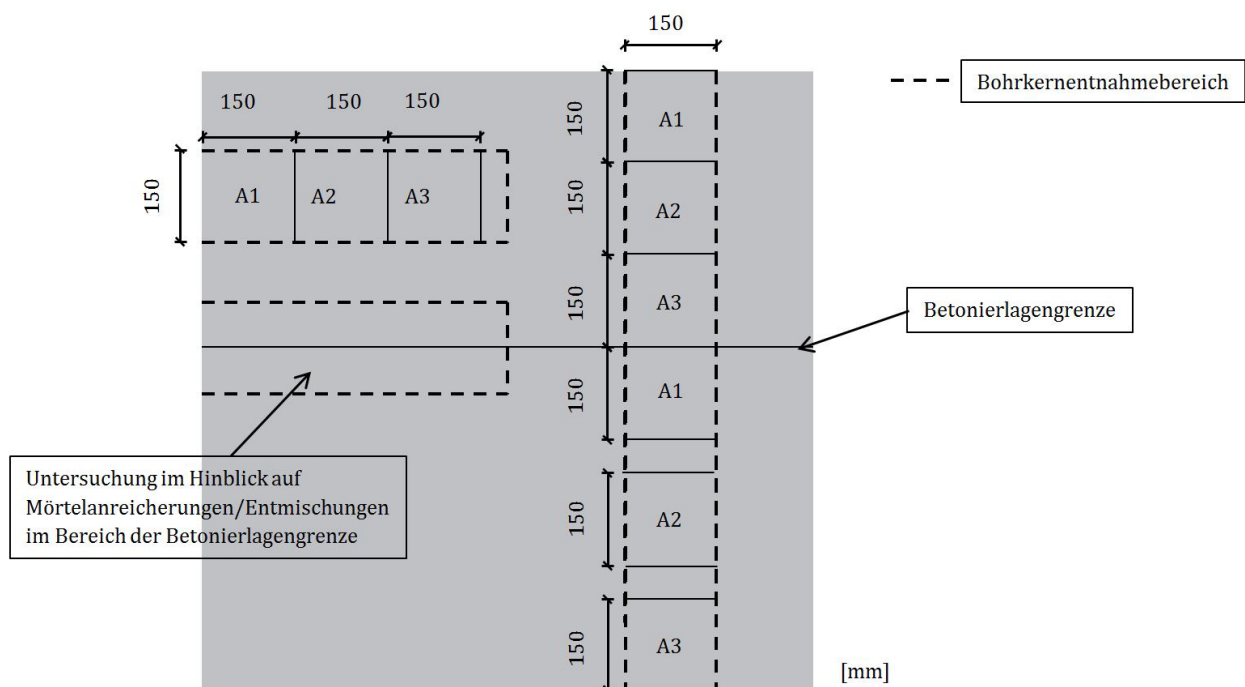 150
Bohrkernentnahmebereich
150
150
150
150
A1
150
A1
A2
A3
150
A2
150
A3
Betonierlagengrenze
150
A1
Untersuchung im Hinblick auf
Mörtelanreicherungen/Entmischungen
im Bereich der Betonierlagengrenze
150
A2
150
A3
[mm]